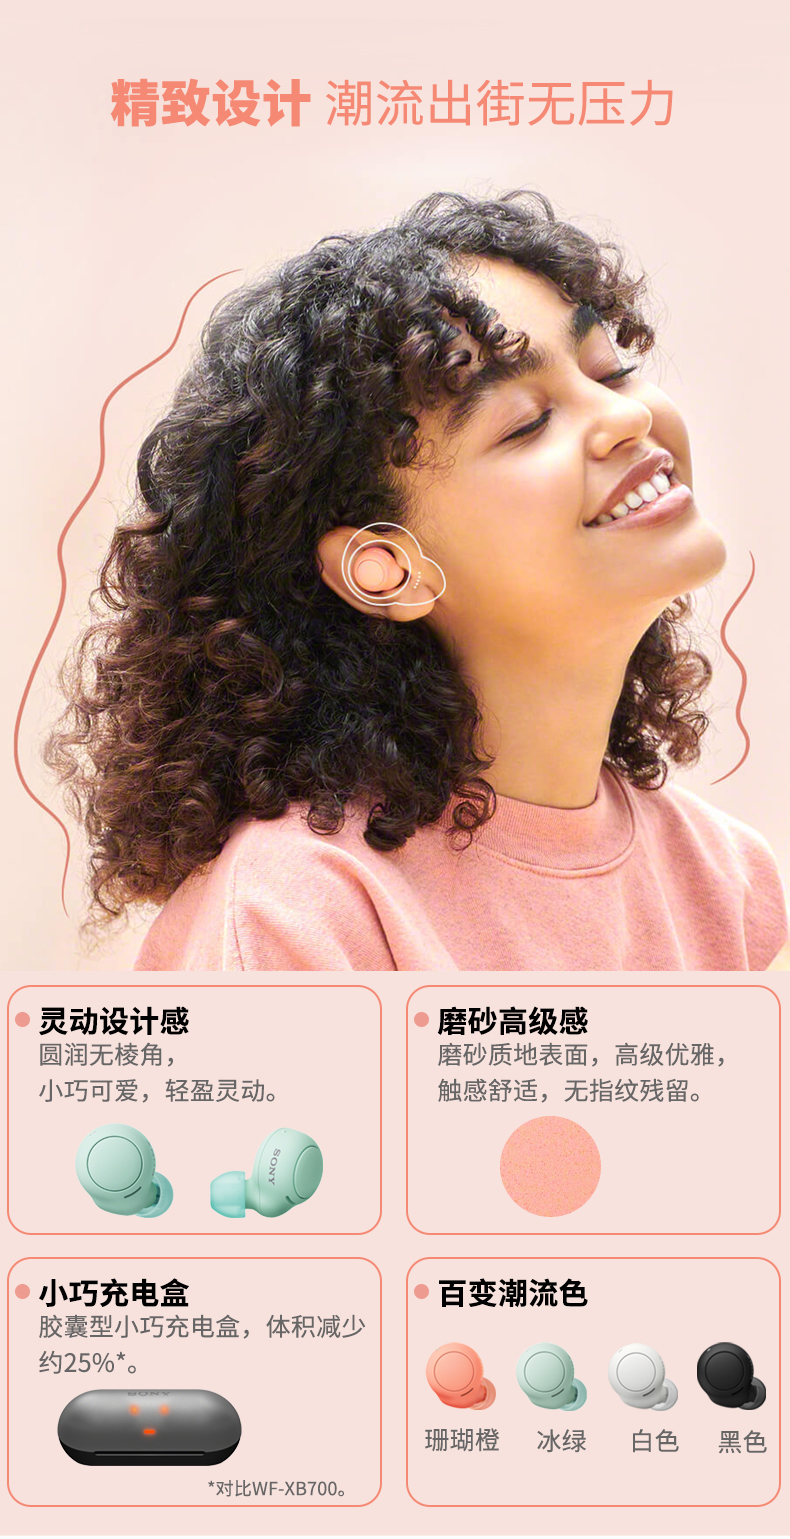 精致设计 潮流出街无压力
灵动设计感
圆润无棱角，
小巧可爱，轻盈灵动。
SONY
磨砂高级感
磨砂质地表面，高级优雅，
触感舒适，无指纹残留。
小巧充电盒
胶囊型小巧充电盒，体积减少
约25%*。
SONY
*对比WF-XB700。
百变潮流色
珊瑚橙 冰绿 白色 黑色